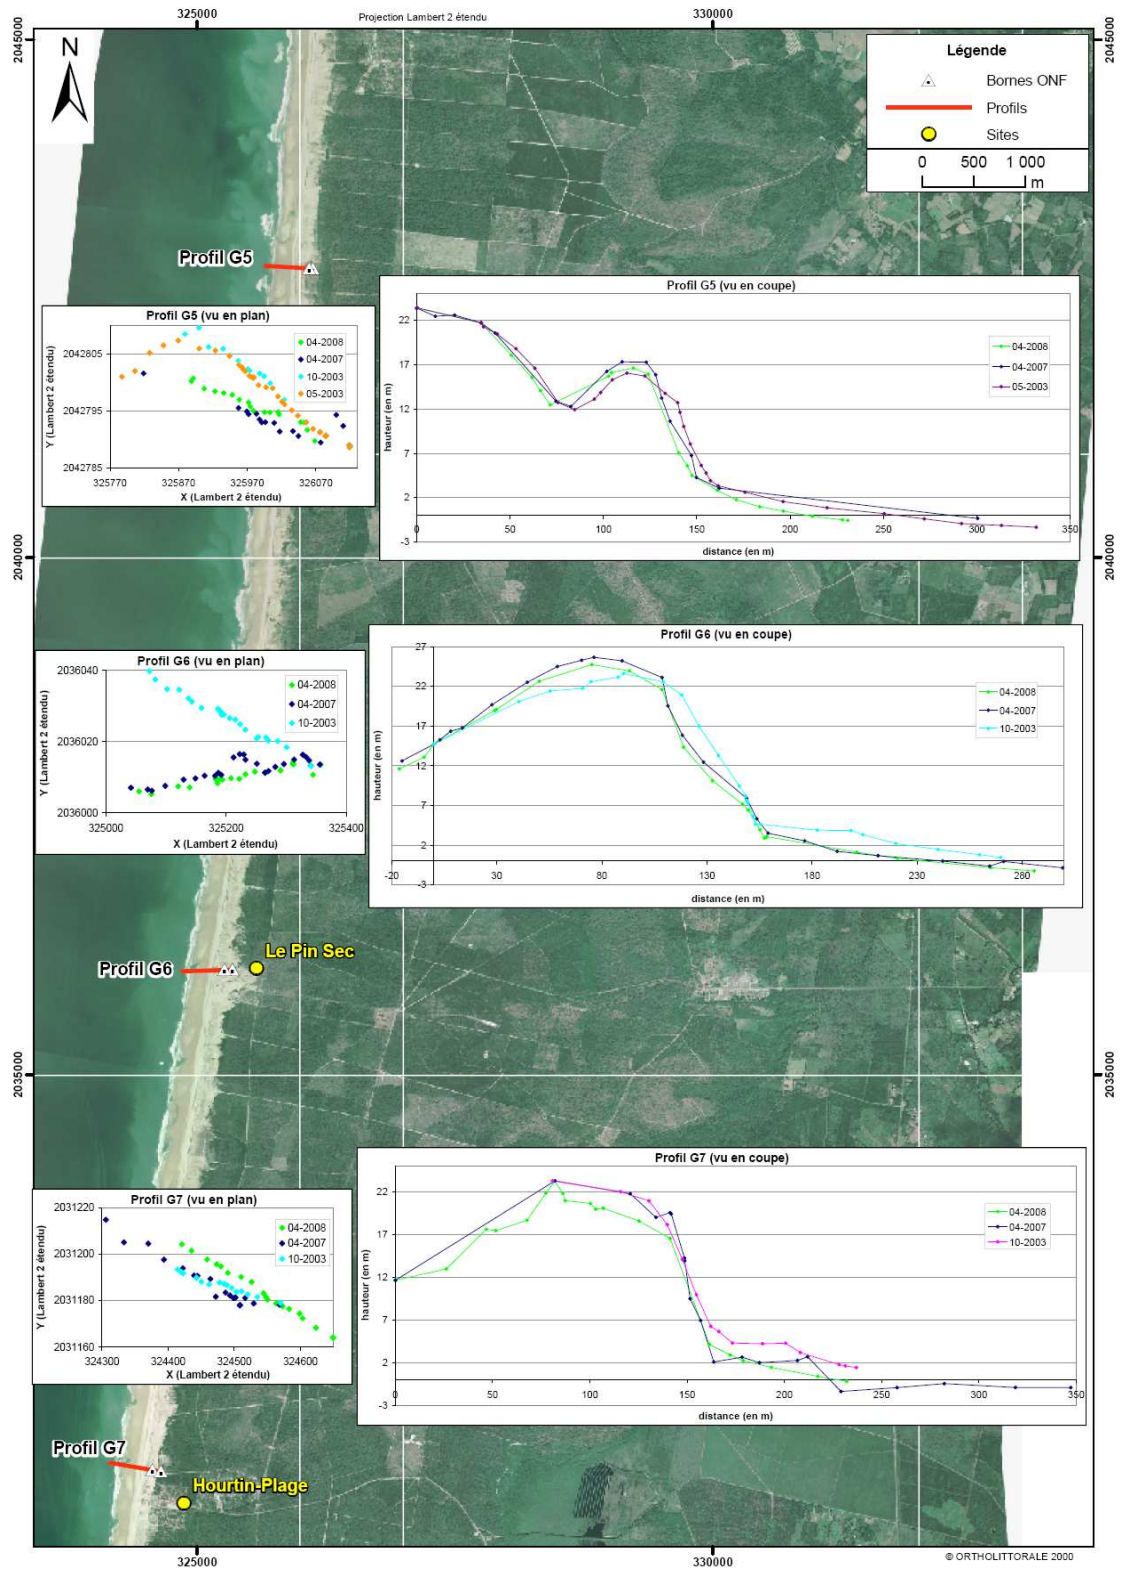 325000
Projection Lambert 2 étendu
330000
2045000
2045000
N
Légende
Bornes ONF
Profils
Sites
0 500 1 000
m
Profil G5
Profil G5 (vu en plan)
2042805
2042795
2042785
325770 325870 325970 326070
Y (Lambert 2 étendu)
X (Lambert 2 étendu)
04-2008
04-2007
10-2003
05-2003
Profil G5 (vu en coupe)
22
17
12
7
2
-3
0 50 100 150 200 250 300 350
hauteur (en m)
distance (en m)
04-2008
04-2007
05-2003
2040000
2040000
Profil G6 (vu en plan)
2036040
2036020
2036000
325000 325200 325400
Y (Lambert 2 étendu)
X (Lambert 2 étendu)
04-2008
04-2007
10-2003
Profil G6 (vu en coupe)
27
22
17
12
7
2
-3
-20 30 80 130 180 230 280
hauteur (en m)
distance (en m)
04-2008
04-2007
10-2003
Le Pin Sec
Profil G6
2035000
2035000
Profil G7 (vu en plan)
2031220
2031200
2031180
2031160
324300 324400 324500 324600
Y (Lambert 2 étendu)
X (Lambert 2 étendu)
04-2008
04-2007
10-2003
Profil G7 (vu en coupe)
22
17
12
7
2
-3
0 50 100 150 200 250 300 350
hauteur (en m)
distance (en m)
04-2008
04-2007
10-2003
Profil G7
Hourtin-Plage
© ORTHOLITTORALE 2000
325000
330000